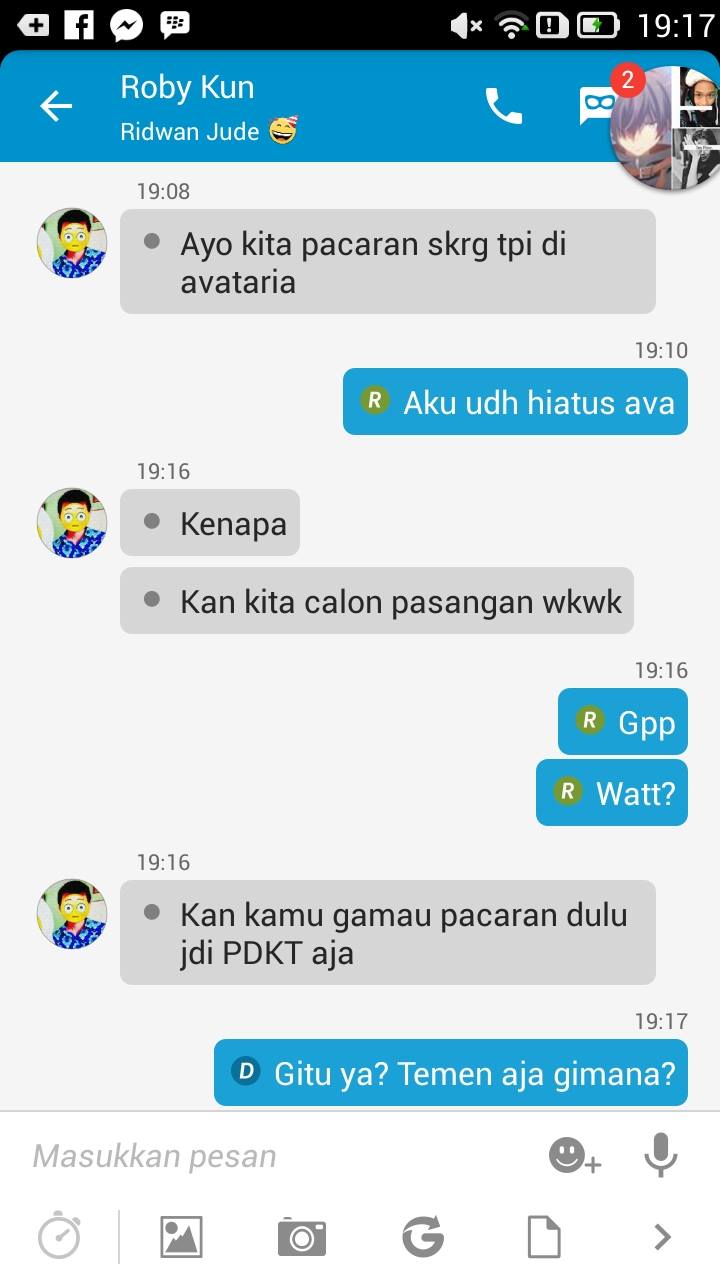 19:17
Roby Kun
Ridwan Jude
2
19:08
Ayo kita pacaran skrg tpi di
avataria
19:10
R Aku udh hiatus ava
19:16
Kenapa
Kan kita calon pasangan wkwk
19:16
R Gpp
R Watt?
19:16
Kan kamu gamau pacaran dulu
jdi PDKT aja
19:17
D Gitu ya? Temen aja gimana?
Masukkan pesan